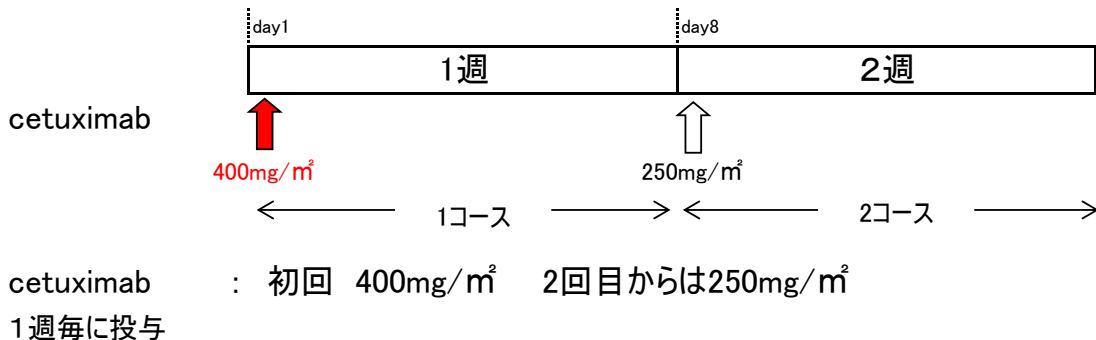 day1 day8
1週 2週
cetuximab
400mg/㎡ 250mg/㎡
1コース 2コース
cetuximab : 初回 400mg/㎡ 2回目からは250mg/㎡
1週毎に投与